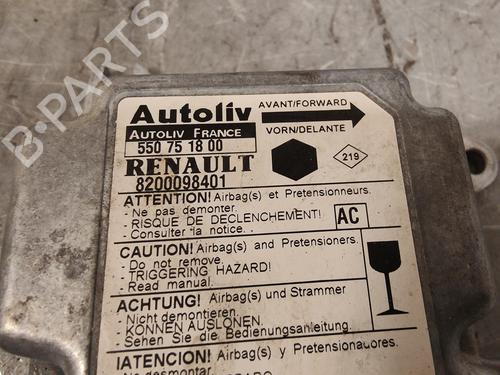 B-PARTS
Autoliv
AVANT/FORWARD
AUTOLIV FRANCE
550 75 18 00
VORN/DELANTE
RENAULT
8200098401
219
ATTENTION! Airbag(s) et Pretensionneurs.
- Ne pas demonter.
- RISQUE DE DECLENCHEMENT!
- Consulter la notice.
AC
CAUTION! Airbag(s) and Pretensioners.
- Do not remove.
- TRIGGERING HAZARD!
- Read manual.
ACHTUNG! Airbag(s) und Strammer
- Nicht demontieren.
- KONNEN AUSLOSEN.
- Sehen Sie die Bedienungsanleitung.
!ATENCION! Airbag(s) y Pretensionadores.
- No desmontar.